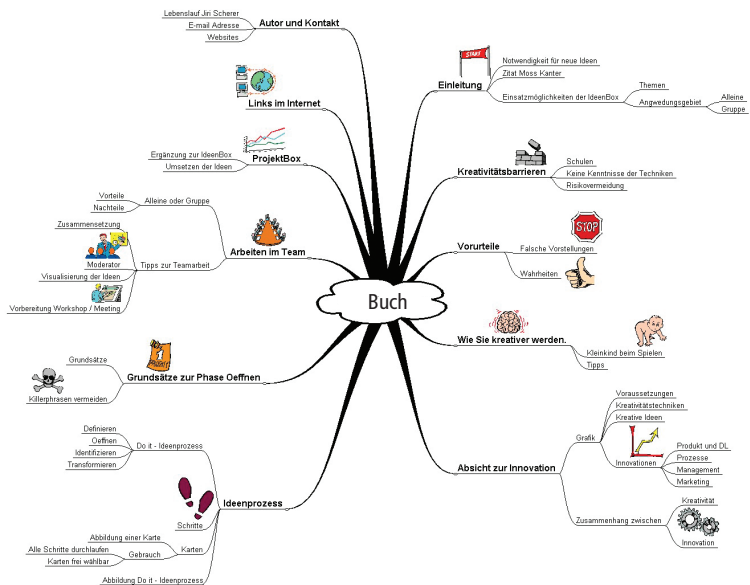 Buch
Einleitung
START
Notwendigkeit für neue Ideen
Zitat Moss Kanter
Einsatzmöglichkeiten der IdeenBox
Themen
Angwedungsgebiet
Alleine
Gruppe
Kreativitätsbarrieren
Schulen
Keine Kenntnisse der Techniken
Risikovermeidung
Vorurteile
STOP
Falsche Vorstellungen
Wahrheiten
Wie Sie kreativer werden.
Kleinkind beim Spielen
Tipps
Absicht zur Innovation
Grafik
Voraussetzungen
Kreativitätstechniken
Kreative Ideen
Innovationen
Produkt und DL
Prozesse
Management
Marketing
Zusammenhang zwischen
Kreativität
Innovation
Autor und Kontakt
Lebenslauf Jiri Scherer
E-mail Adresse
Websites
Links im Internet
ProjektBox
Ergänzung zur IdeenBox
Umsetzen der Ideen
Arbeiten im Team
Alleine oder Gruppe
Vorteile
Nachteile
Tipps zur Teamarbeit
Zusammensetzung
Moderator
Visualisierung der Ideen
Vorbereitung Workshop / Meeting
Grundsätze zur Phase Oeffnen
1
Grundsätze
Killerphrasen vermeiden
Ideenprozess
Do it - Ideenprozess
Definieren
Oeffnen
Identifizieren
Transformieren
Schritte
Karten
Abbildung einer Karte
Gebrauch
Alle Schritte durchlaufen
Karten frei wählbar
Abbildung Do it - Ideenprozess